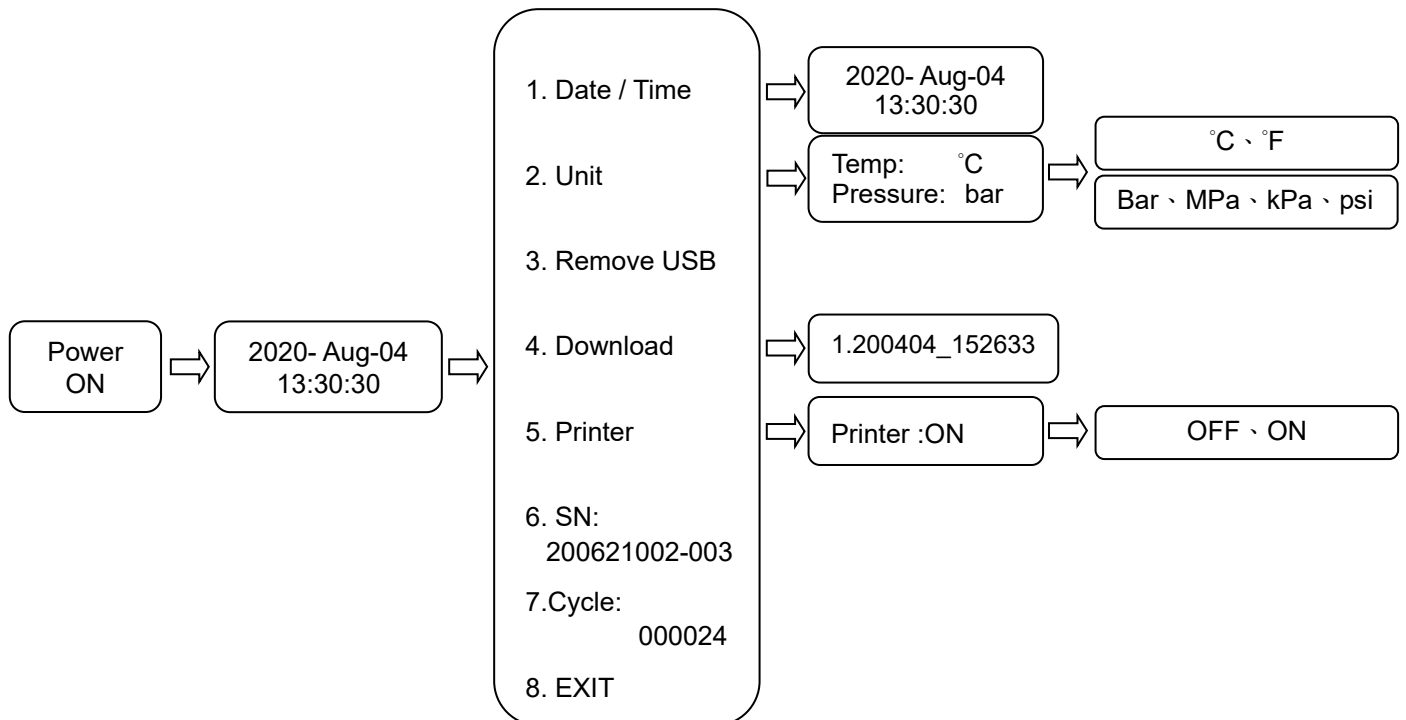 Power
ON
2020- Aug-04
13:30:30
1. Date / Time
2. Unit
3. Remove USB
4. Download
5. Printer
6. SN:
200621002-003
7.Cycle:
000024
8. EXIT
2020- Aug-04
13:30:30
Temp: °C
Pressure: bar
°C、°F
Bar、MPa、kPa、psi
1.200404_152633
Printer :ON
OFF、ON